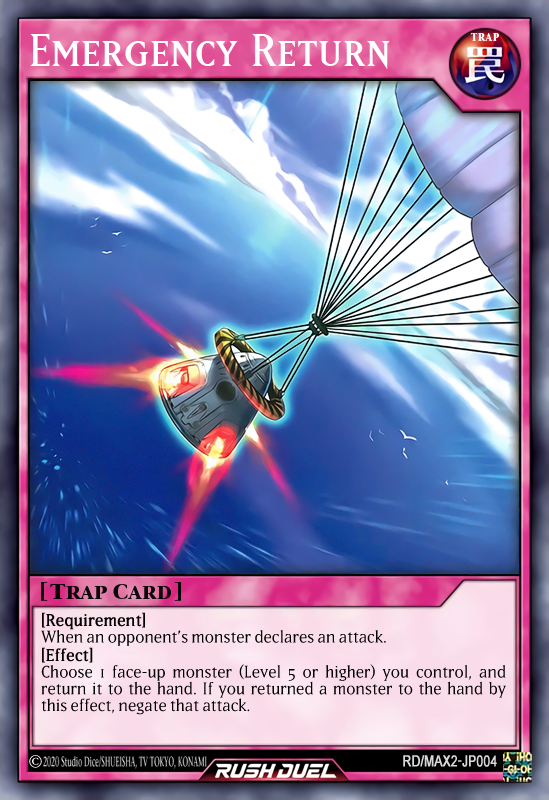 EMERGENCY RETURN
TRAP
罠
[TRAP CARD]
[Requirement]
When an opponent's monster declares an attack.
[Effect]
Choose 1 face-up monster (Level 5 or higher) you control, and
return it to the hand. If you returned a monster to the hand by
this effect, negate that attack.
©2020 Studio Dice/SHUEISHA, TV TOKYO, KONAMI
RUSH DUEL
RD/MAX2-JP004